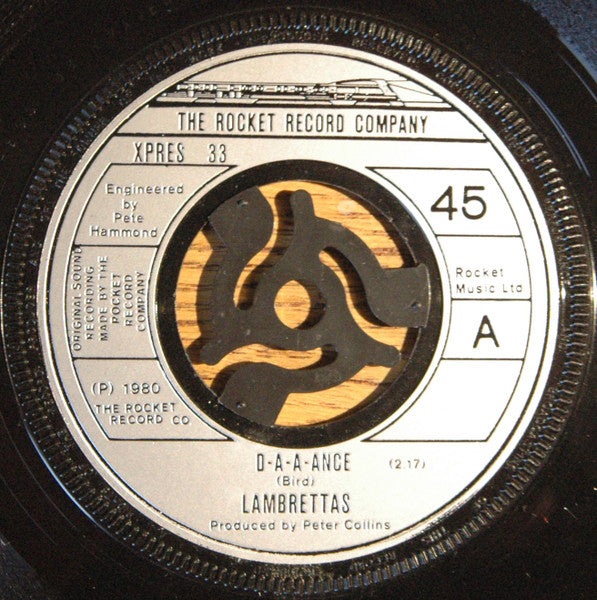 THE ROCKET RECORD COMPANY
XPRES 33
Engineered
by
Pete
Hammond
45
ORIGINAL SOUND
RECORDING
MADE BY THE
ROCKET
RECORD
COMPANY
Rocket
Music Ltd
A
(P) 1980
THE ROCKET
RECORD CO
D-A-A-ANCE (2.17)
(Bird)
LAMBRETTAS
Produced by Peter Collins